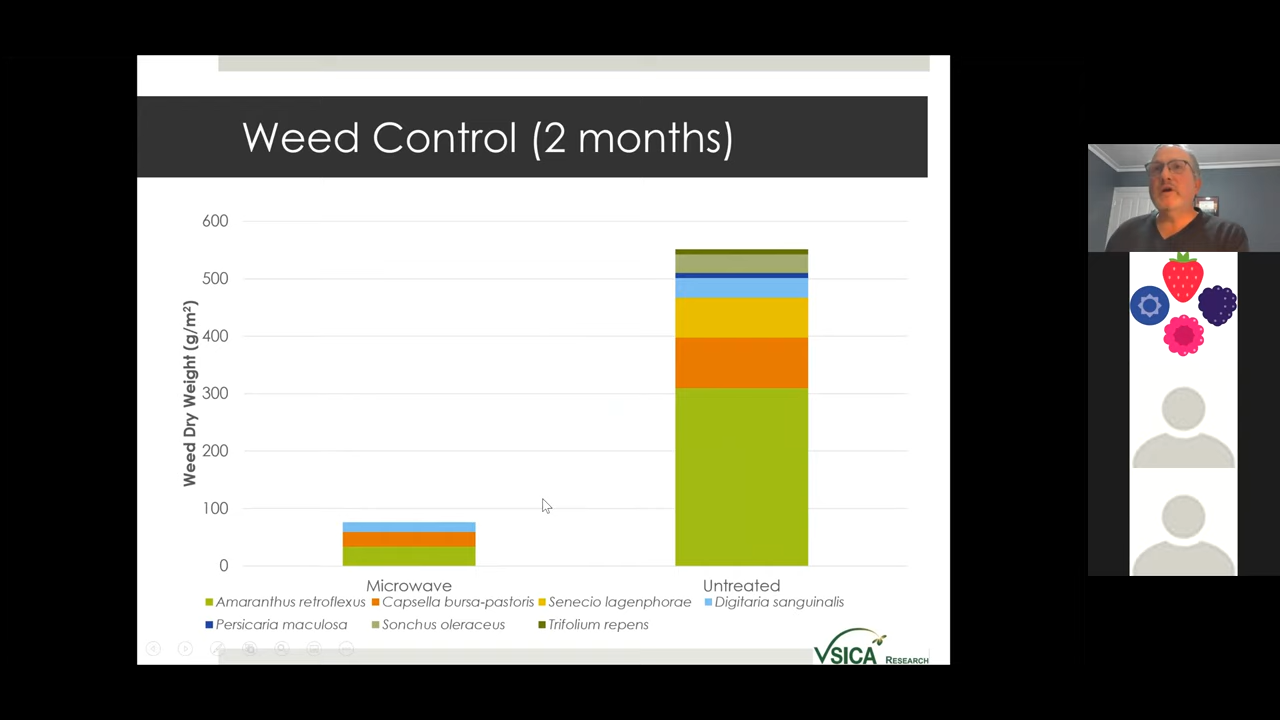 Weed Control (2 months)
600
500
400
300
200
100
0
Weed Dry Weight (g/m²)
Microwave
Untreated
Amaranthus retroflexus Capsella bursa-pastoris Senecio lagenphorae Digitaria sanguinalis
Persicaria maculosa Sonchus oleraceus Trifolium repens
VSICA RESEARCH